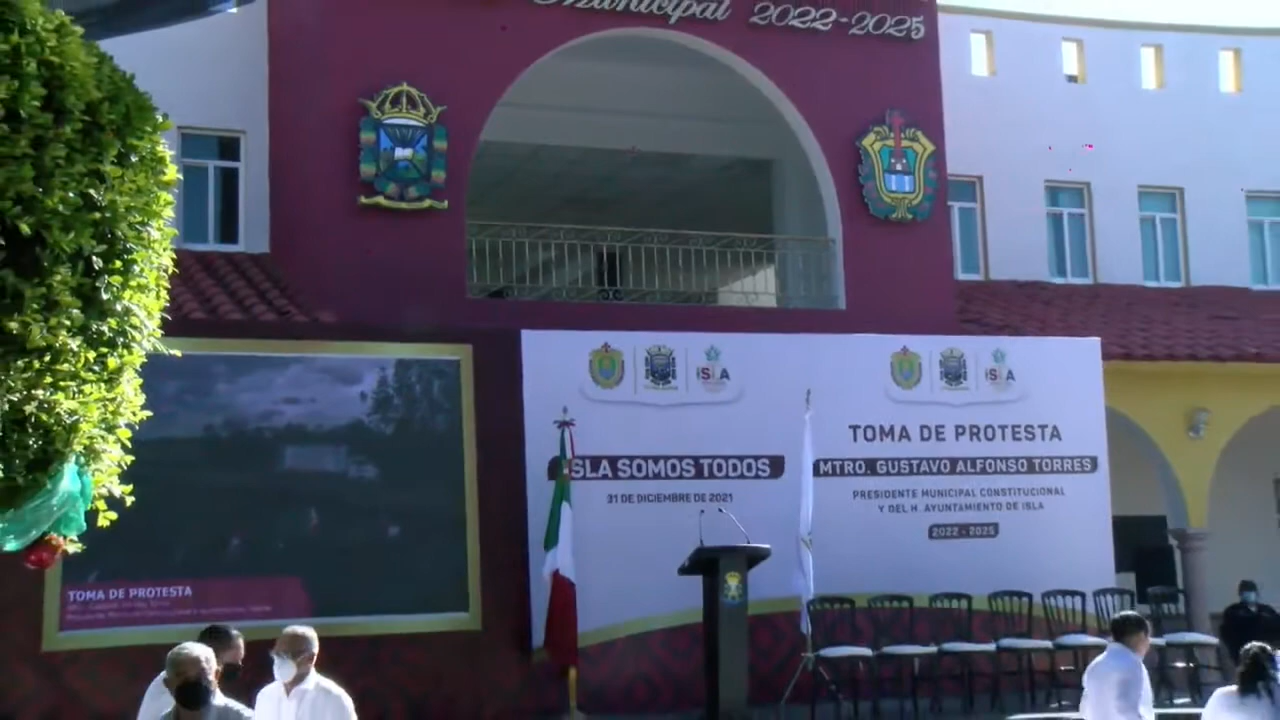 Municipal 2022-2025
ISLA
ISLA
ISLA SOMOS TODOS
31 DE DICIEMBRE DE 2021
TOMA DE PROTESTA
MTRO. GUSTAVO ALFONSO TORRES
PRESIDENTE MUNICIPAL CONSTITUCIONAL
Y DEL H. AYUNTAMIENTO DE ISLA
2022 - 2025
TOMA DE PROTESTA